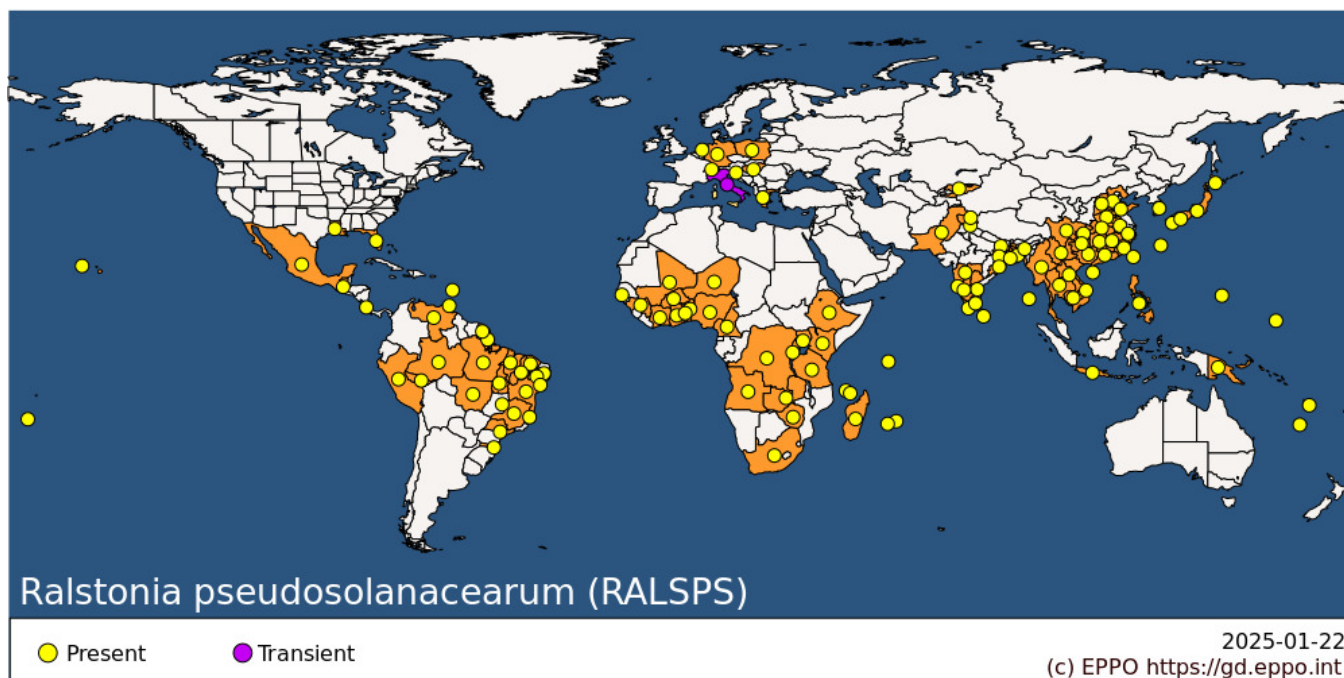 Ralstonia pseudosolanacearum (RALSPS)
Present
Transient
2025-01-22
(c) EPPO https://gd.eppo.int